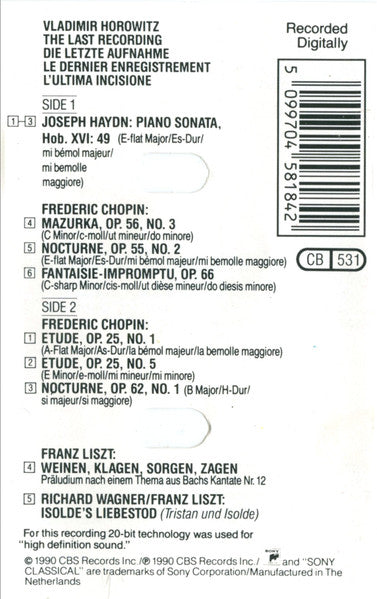 VLADIMIR HOROWITZ
THE LAST RECORDING
DIE LETZTE AUFNAHME
LE DERNIER ENREGISTREMENT
L'ULTIMA INCISIONE
Recorded
Digitally
5 099704 581842
CB 531
SIDE 1
1-3 JOSEPH HAYDN: PIANO SONATA,
Hob. XVI: 49 (E-flat Major/Es-Dur/
mi bémol majeur/
mi bemolle
maggiore)
FREDERIC CHOPIN:
4 MAZURKA, OP. 56, NO. 3
(C Minor/c-moll/ut mineur/do minore)
5 NOCTURNE, OP. 55, NO. 2
(E-flat Major/Es-Dur/mi bémol majeur/mi bemolle maggiore)
6 FANTAISIE-IMPROMPTU, OP. 66
(C-sharp Minor/cis-moll/ut dièse mineur/do diesis minore)
SIDE 2
FREDERIC CHOPIN:
1 ETUDE, OP. 25, NO. 1
(A-Flat Major/As-Dur/la bémol majeur/la bemolle maggiore)
2 ETUDE, OP. 25, NO. 5
(E Minor/e-moll/mi mineur/mi minore)
3 NOCTURNE, OP. 62, NO. 1 (B Major/H-Dur/
si majeur/si maggiore)
FRANZ LISZT:
4 WEINEN, KLAGEN, SORGEN, ZAGEN
Präludium nach einem Thema aus Bachs Kantate Nr. 12
5 RICHARD WAGNER/FRANZ LISZT:
ISOLDE'S LIEBESTOD (Tristan und Isolde)
For this recording 20-bit technology was used for
"high definition sound."
© 1990 CBS Records Inc./℗ 1990 CBS Records Inc./ SONY and "SONY
CLASSICAL" are trademarks of Sony Corporation/Manufactured in The
Netherlands